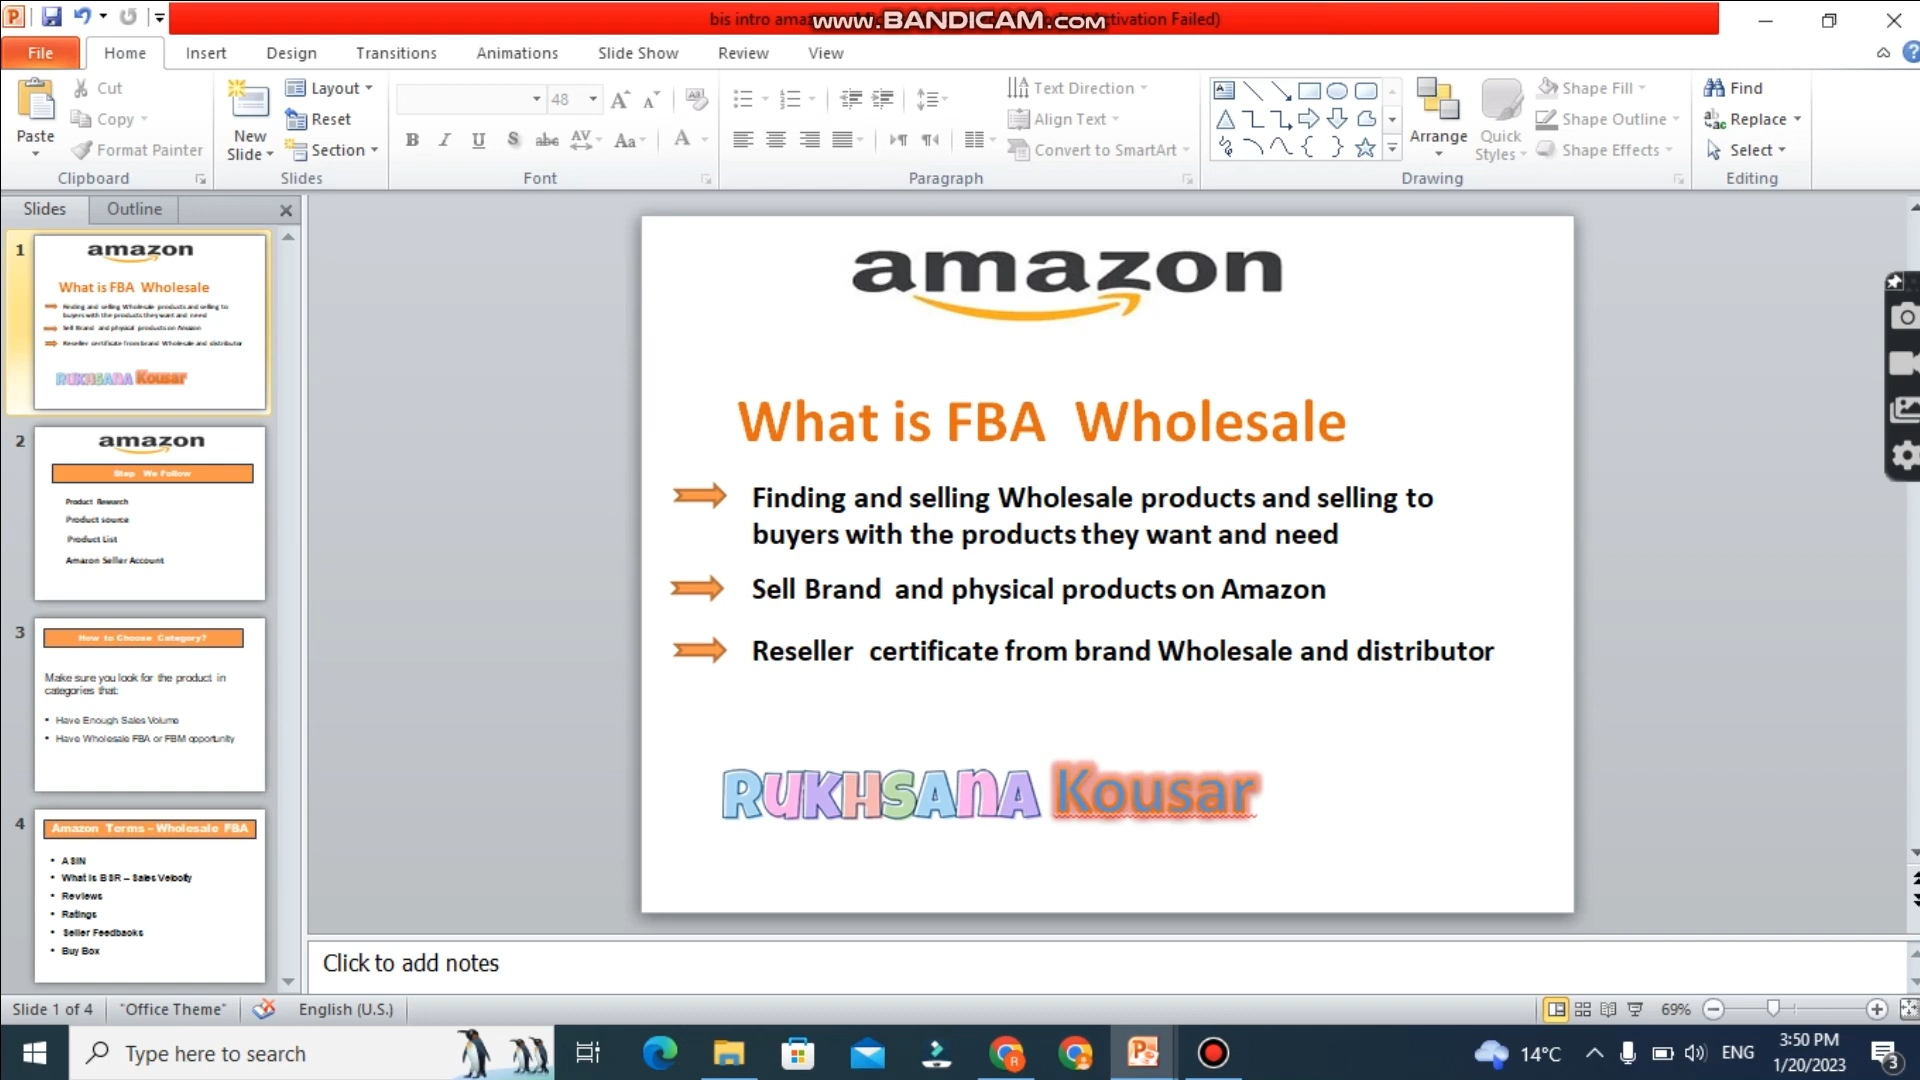 bis intro amazon
www.BANDICAM.com
Activation Failed)
File Home Insert Design Transitions Animations Slide Show Review View
Paste
Cut
Copy
Format Painter
Clipboard
New Slide
Layout
Reset
Section
Slides
48
Font
Paragraph
Text Direction
Align Text
Convert to SmartArt
Arrange
Quick Styles
Shape Fill
Shape Outline
Shape Effects
Drawing
Find
Replace
Select
Editing
Slides Outline
1
amazon
What is FBA Wholesale
Finding and selling Wholesale products and selling to
buyers with the products they want and need
Sell Brand and physical products on Amazon
Reseller certificate from brand Wholesale and distributor
RUKHSANA Kousar
2
amazon
Step We Follow
Product Research
Product source
Product List
Amazon Seller Account
3
How to Choose Category?
Make sure you look for the product in
categories that:
• Have Enough Sales Volume
• Have Wholesale FBA or FBM opportunity
4
Amazon Terms – Wholesale FBA
• ASIN
• What is BSR – Sales Velocity
• Reviews
• Ratings
• Seller Feedbacks
• Buy Box
amazon
What is FBA Wholesale
Finding and selling Wholesale products and selling to
buyers with the products they want and need
Sell Brand and physical products on Amazon
Reseller certificate from brand Wholesale and distributor
RUKHSANA Kousar
Click to add notes
Slide 1 of 4 "Office Theme" English (U.S.) 69%
Type here to search
14°C ENG
3:50 PM
1/20/2023
3